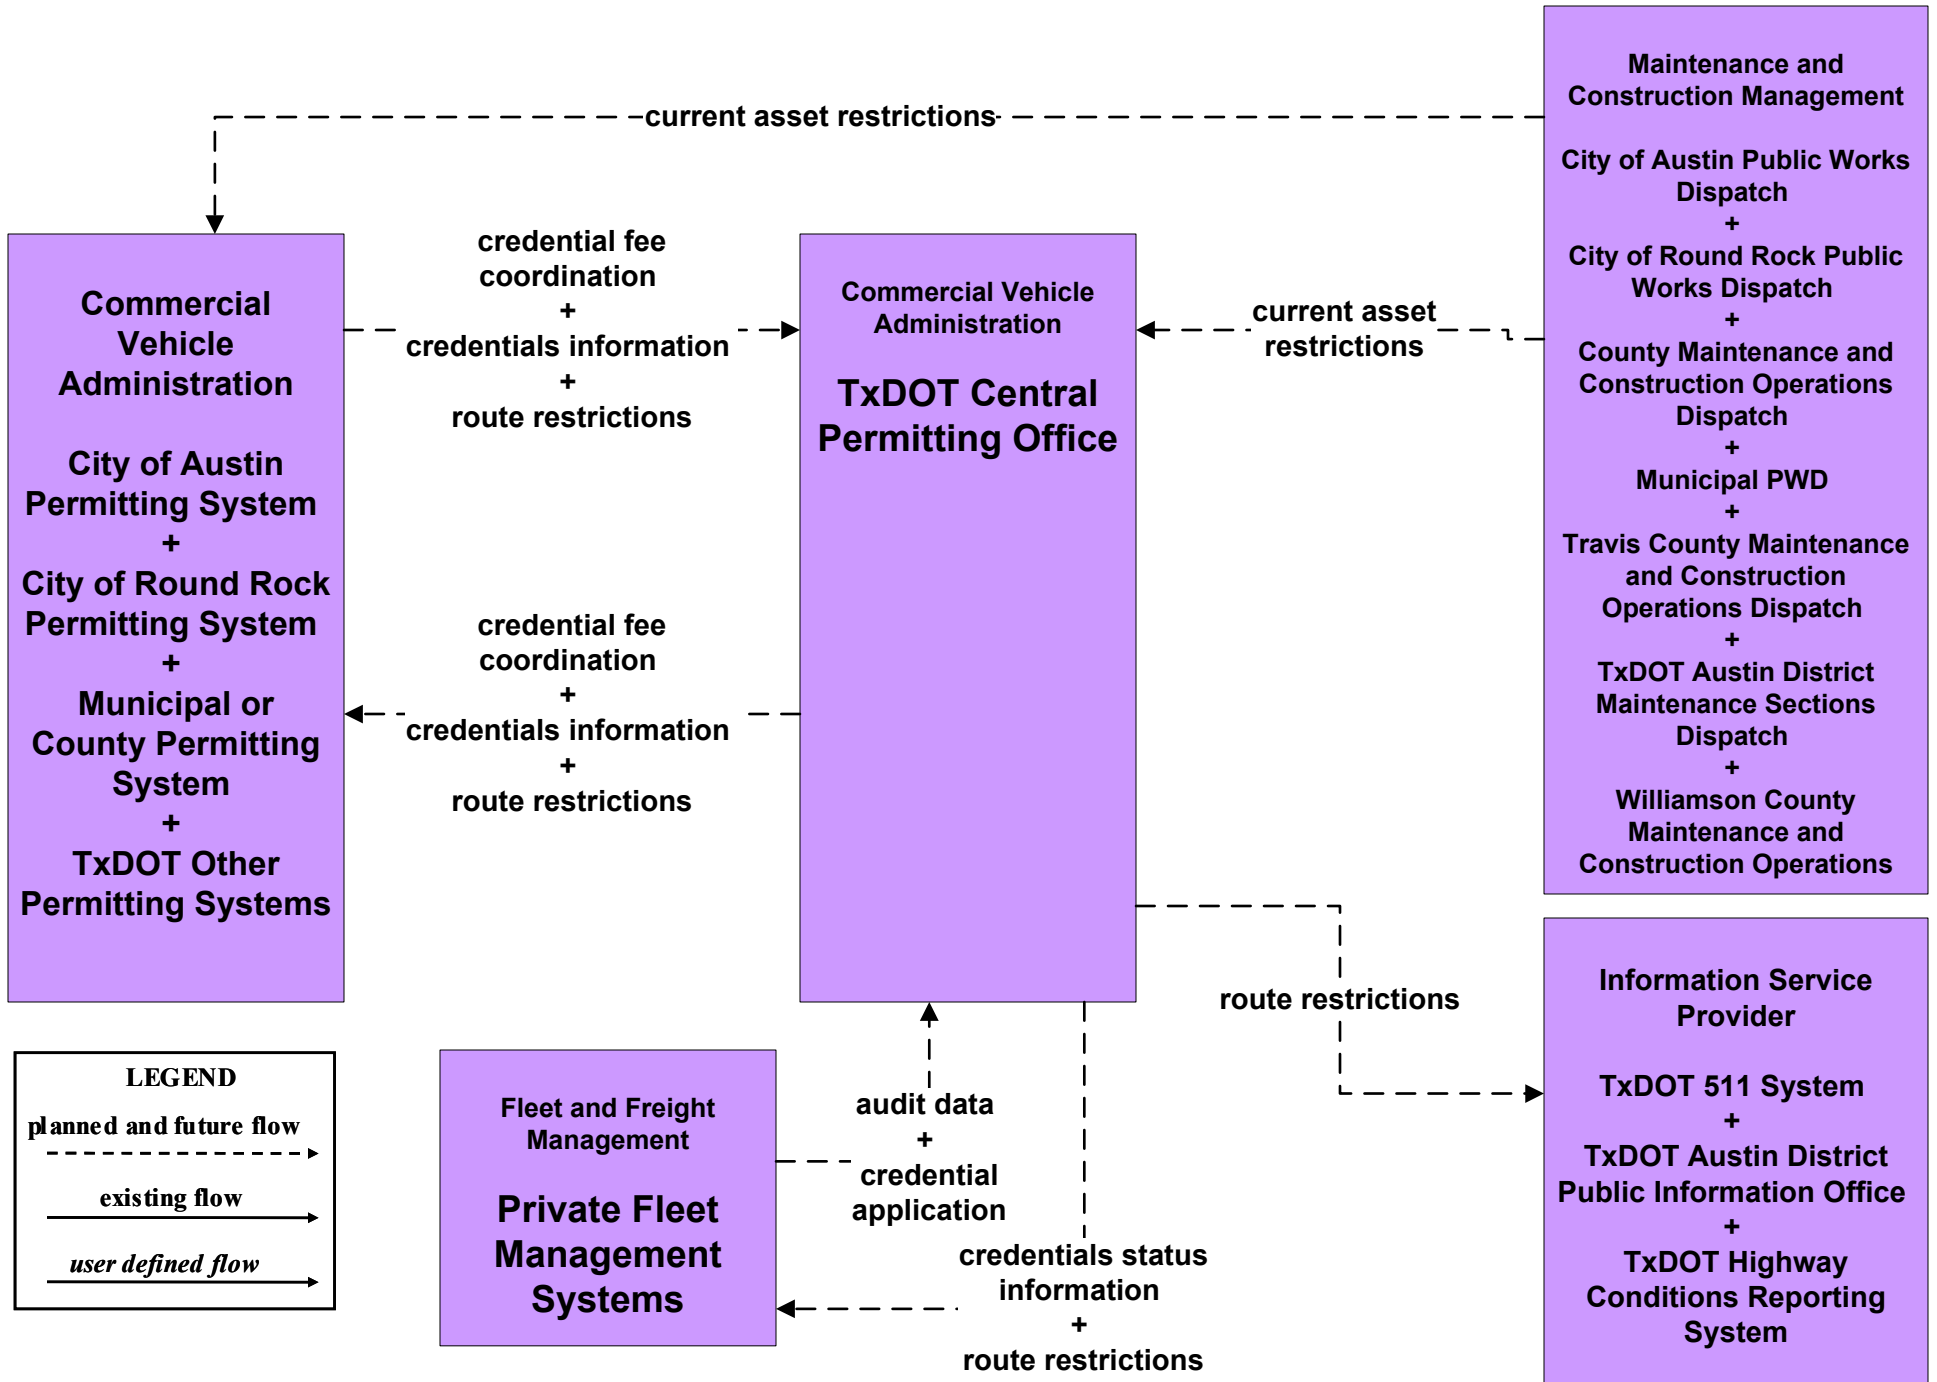 current asset restrictions
Maintenance and
Construction Management
City of Austin Public Works
Dispatch
+
City of Round Rock Public
Works Dispatch
+
County Maintenance and
Construction Operations
Dispatch
+
Municipal PWD
+
Travis County Maintenance
and Construction
Operations Dispatch
+
TxDOT Austin District
Maintenance Sections
Dispatch
+
Williamson County
Maintenance and
Construction Operations
Commercial
Vehicle
Administration
City of Austin
Permitting System
+
City of Round Rock
Permitting System
+
Municipal or
County Permitting
System
+
TxDOT Other
Permitting Systems
credential fee
coordination
+
credentials information
+
route restrictions
credential fee
coordination
+
credentials information
+
route restrictions
Commercial Vehicle
Administration
TxDOT Central
Permitting Office
current asset
restrictions
route restrictions
Information Service
Provider
TxDOT 511 System
+
TxDOT Austin District
Public Information Office
+
TxDOT Highway
Conditions Reporting
System
LEGEND
planned and future flow
existing flow
user defined flow
Fleet and Freight
Management
Private Fleet
Management
Systems
audit data
+
credential
application
credentials status
information
+
route restrictions